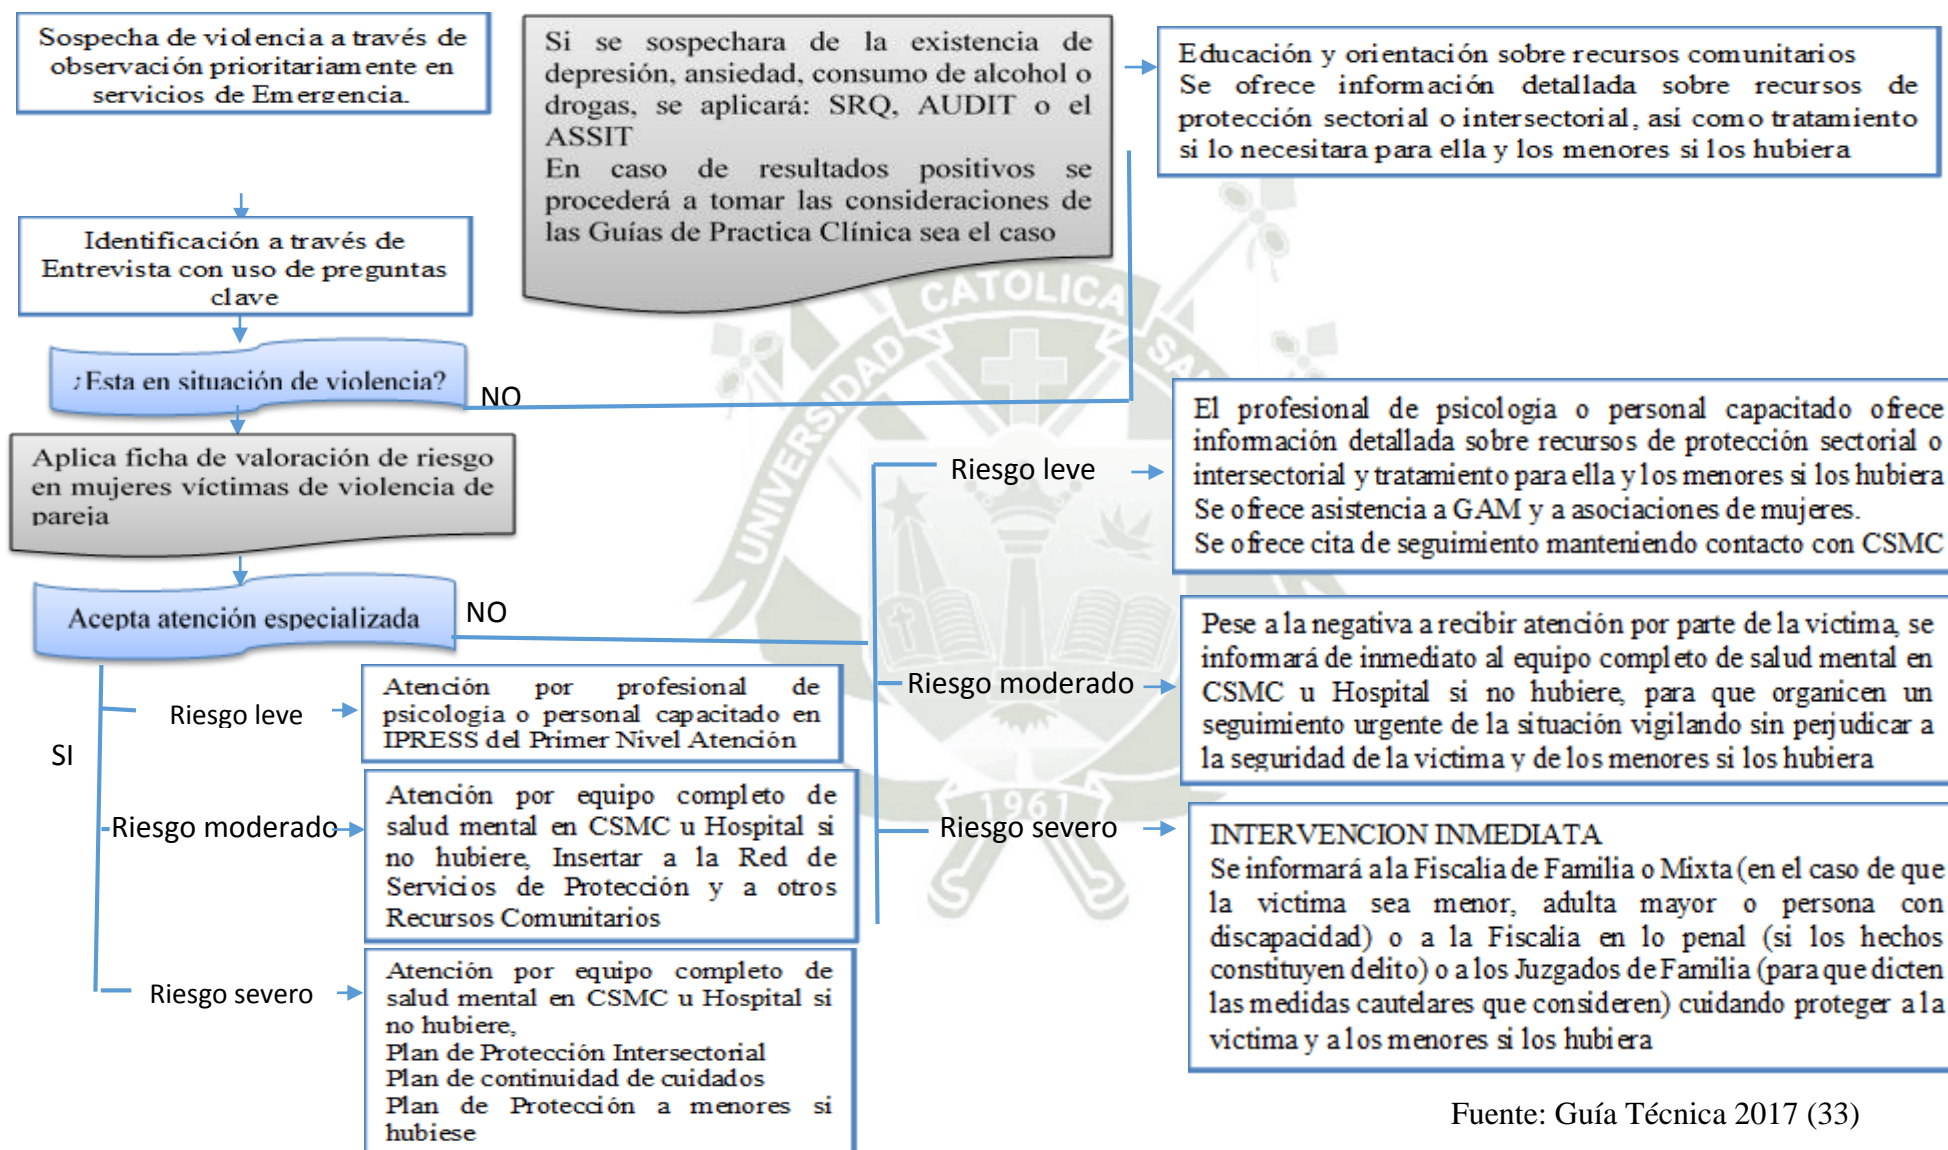 Sospecha de violencia a través de
observación prioritariamente en
servicios de Emergencia.
Identificación a través de
Entrevista con uso de preguntas
clave
¿Esta en situación de violencia?
NO
Aplica ficha de valoración de riesgo
en mujeres víctimas de violencia de
pareja
Acepta atención especializada
NO
SI
Si se sospechara de la existencia de
depresión, ansiedad, consumo de alcohol o
drogas, se aplicará: SRQ, AUDIT o el
ASSIT
En caso de resultados positivos se
procederá a tomar las consideraciones de
las Guías de Practica Clínica sea el caso
Educación y orientación sobre recursos comunitarios
Se ofrece información detallada sobre recursos de
protección sectorial o intersectorial, así como tratamiento
si lo necesitara para ella y los menores si los hubiera
Riesgo leve
Atención por profesional de
psicología o personal capacitado en
IPRESS del Primer Nivel Atención
Riesgo moderado
Atención por equipo completo de
salud mental en CSMC u Hospital si
no hubiere, Insertar a la Red de
Servicios de Protección y a otros
Recursos Comunitarios
Riesgo severo
Atención por equipo completo de
salud mental en CSMC u Hospital si
no hubiere,
Plan de Protección Intersectorial
Plan de continuidad de cuidados
Plan de Protección a menores si
hubiese
Riesgo leve
El profesional de psicología o personal capacitado ofrece
información detallada sobre recursos de protección sectorial o
intersectorial y tratamiento para ella y los menores si los hubiera
Se ofrece asistencia a GAM y a asociaciones de mujeres.
Se ofrece cita de seguimiento manteniendo contacto con CSMC
Riesgo moderado
Pese a la negativa a recibir atención por parte de la víctima, se
informará de inmediato al equipo completo de salud mental en
CSMC u Hospital si no hubiere, para que organicen un
seguimiento urgente de la situación vigilando sin perjudicar a
la seguridad de la víctima y de los menores si los hubiera
Riesgo severo
INTERVENCION INMEDIATA
Se informará a la Fiscalía de Familia o Mixta (en el caso de que
la víctima sea menor, adulta mayor o persona con
discapacidad) o a la Fiscalía en lo penal (si los hechos
constituyen delito) o a los Juzgados de Familia (para que dicten
las medidas cautelares que consideren) cuidando proteger a la
víctima y a los menores si los hubiera
Fuente: Guía Técnica 2017 (33)
UNIVERSIDAD CATOLICA
1961